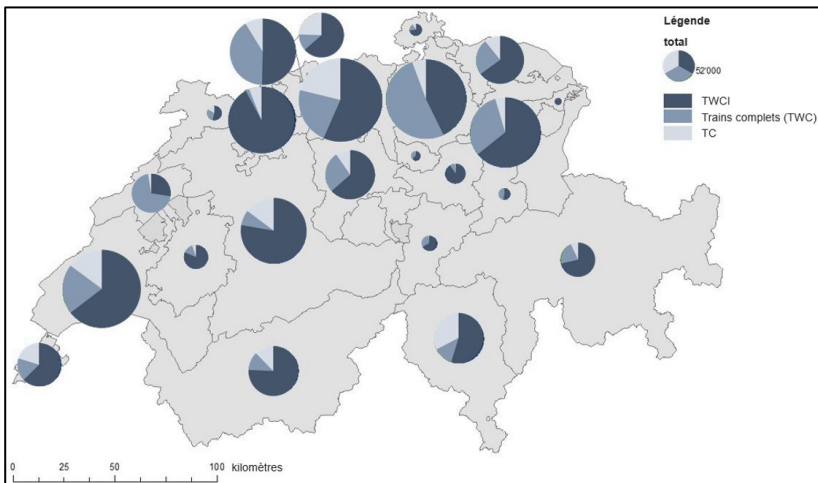 Légende
total
52'000
TWCI
Trains complets (TWC)
TC
0 25 50 100 kilomètres